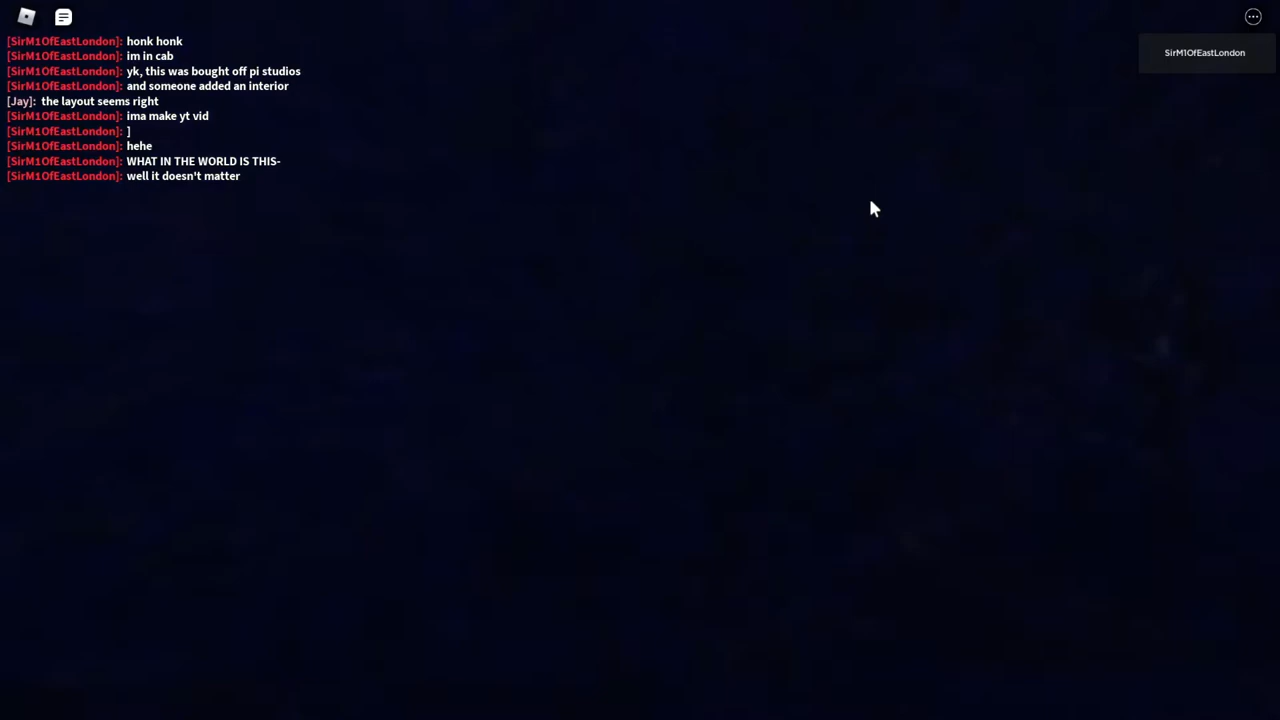 [SirM1OfEastLondon]: honk honk
[SirM1OfEastLondon]: im in cab
[SirM1OfEastLondon]: yk, this was bought off pi studios
[SirM1OfEastLondon]: and someone added an interior
[Jay]: the layout seems right
[SirM1OfEastLondon]: ima make yt vid
[SirM1OfEastLondon]: ]
[SirM1OfEastLondon]: hehe
[SirM1OfEastLondon]: WHAT IN THE WORLD IS THIS-
[SirM1OfEastLondon]: well it doesn't matter
SirM1OfEastLondon